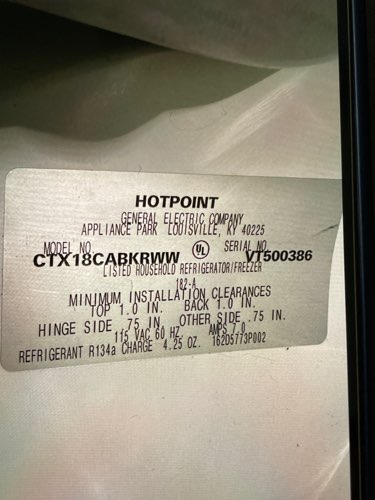 HOTPOINT
GENERAL ELECTRIC COMPANY
APPLIANCE PARK LOUISVILLE, KY 40225
MODEL NO. SERIAL NO.
CTX18CABKRWW UL VT500386
LISTED HOUSEHOLD REFRIGERATOR/FREEZER
182-A
MINIMUM INSTALLATION CLEARANCES
TOP 1.0 IN. BACK 1.0 IN.
HINGE SIDE .75 IN. OTHER SIDE .75 IN.
115 VAC 60 HZ. AMPS 7.0
REFRIGERANT R134a CHARGE 4.25 OZ. 162D5773P002